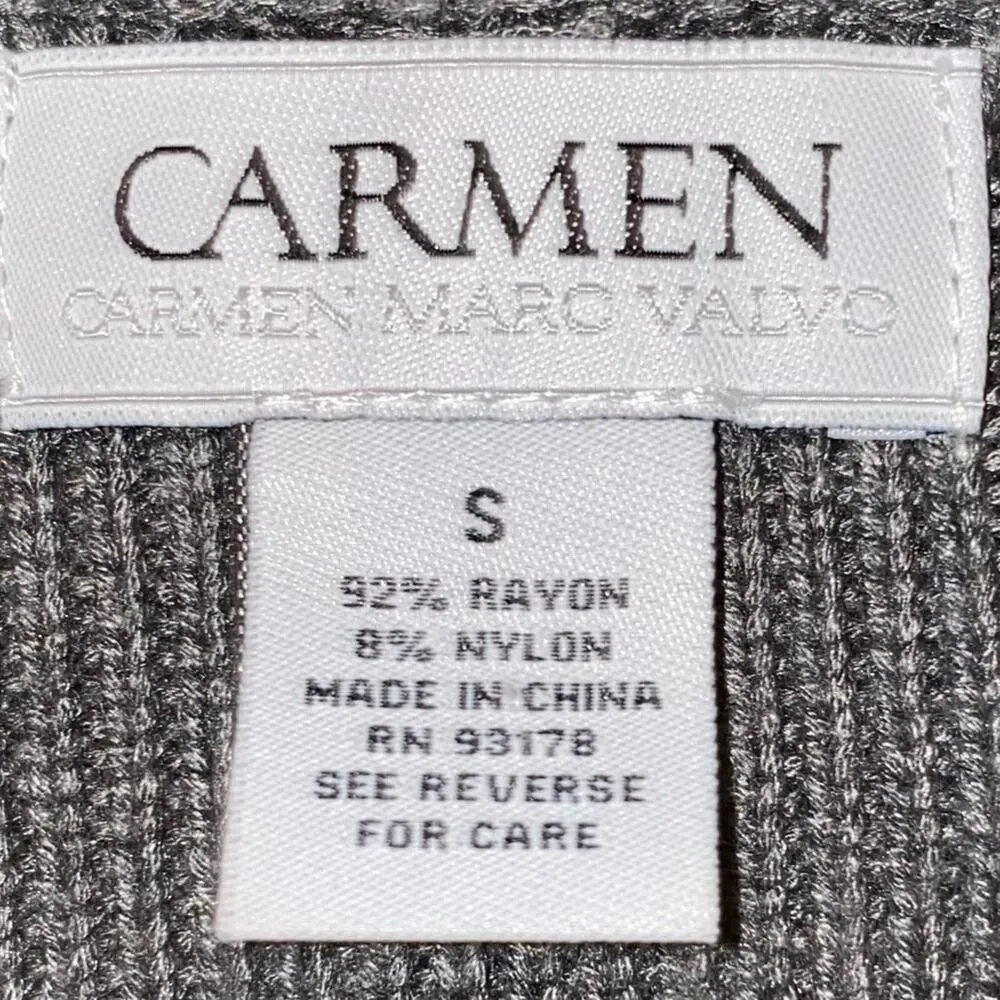 CARMEN
CARMEN MARC VALVO
S
92% RAYON
8% NYLON
MADE IN CHINA
RN 93178
SEE REVERSE
FOR CARE